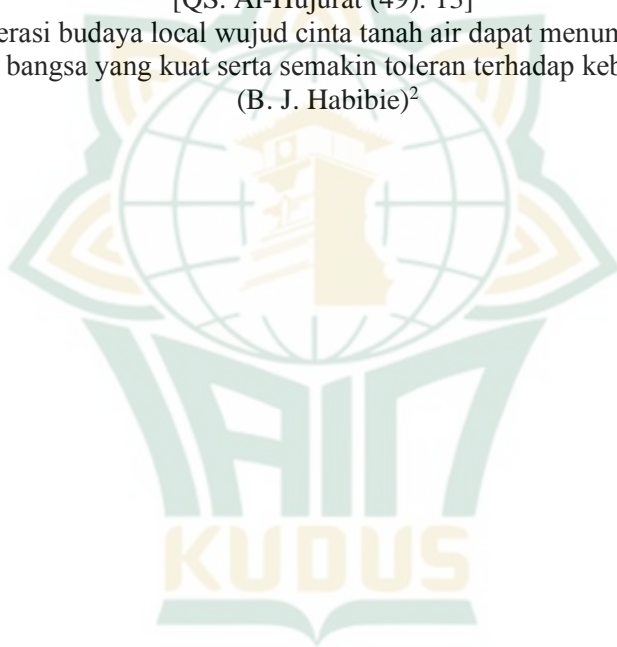 [QS. Al-Hujurat (49): 13]
erasi budaya local wujud cinta tanah air dapat menun
bangsa yang kuat serta semakin toleran terhadap keb
(B. J. Habibie)²
IAIN
KUDUS